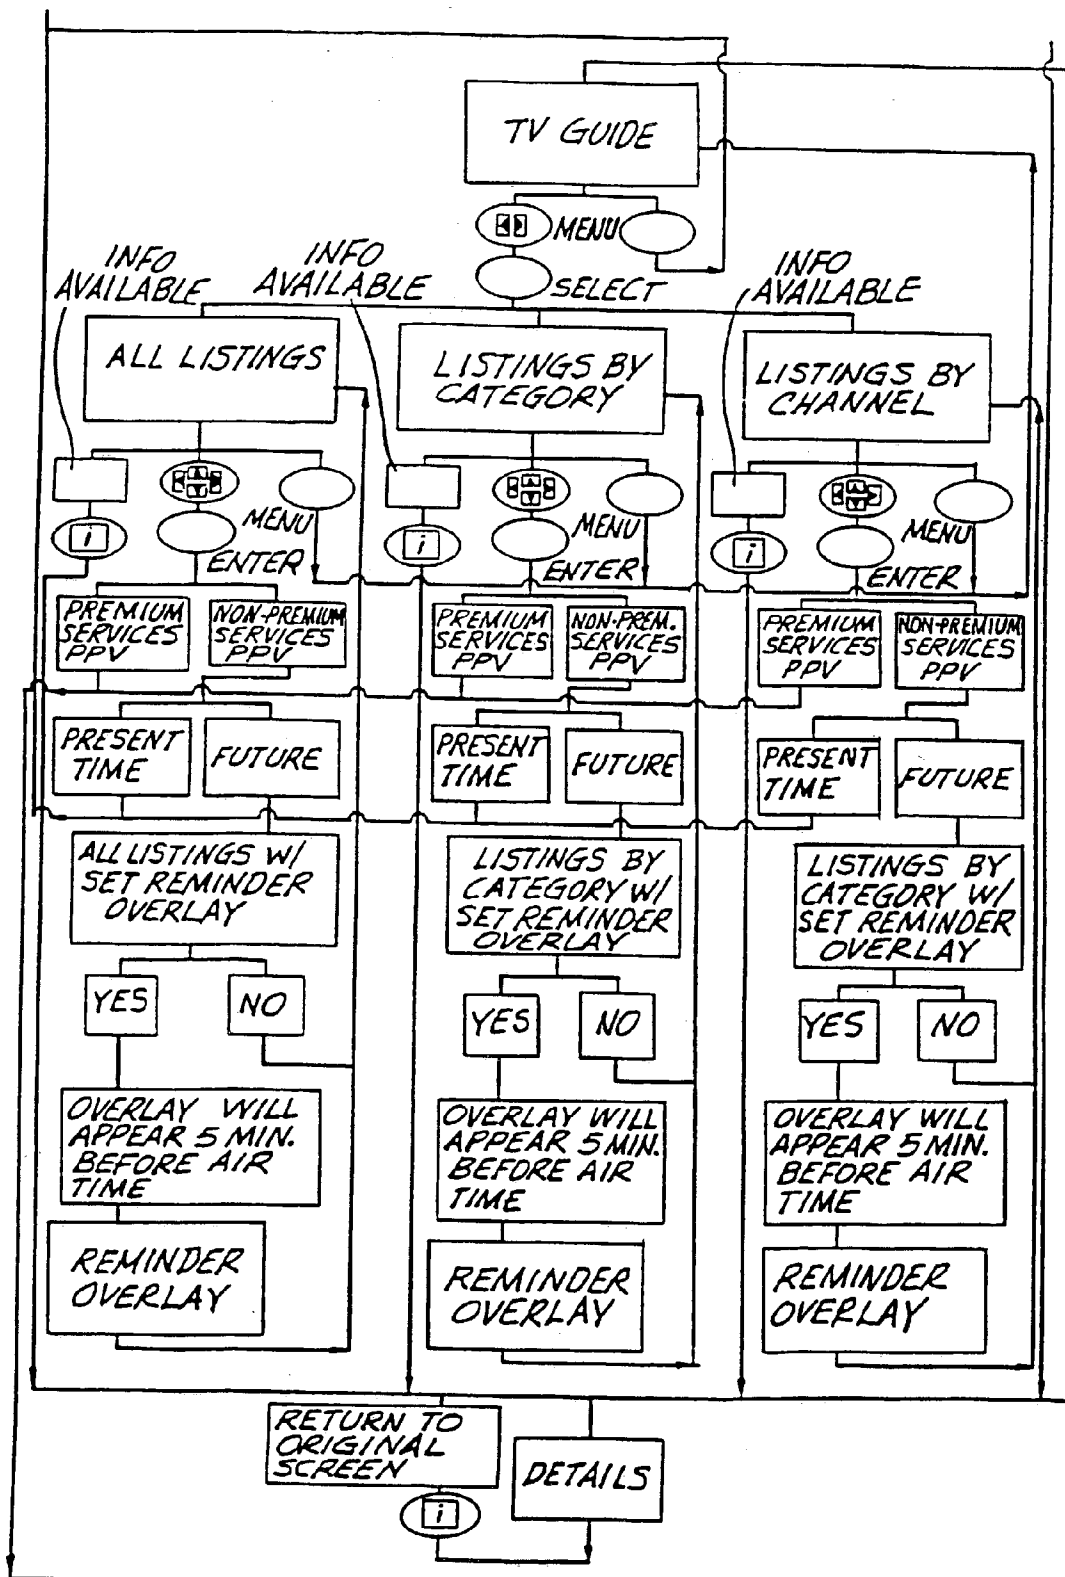 TV GUIDE
MENU
SELECT
INFO
AVAILABLE
INFO
AVAILABLE
INFO
AVAILABLE
ALL LISTINGS
LISTINGS BY
CATEGORY
LISTINGS BY
CHANNEL
i
MENU
ENTER
i
MENU
ENTER
i
MENU
ENTER
PREMIUM
SERVICES
PPV
NON-PREMIUM
SERVICES
PPV
PREMIUM
SERVICES
PPV
NON-PREM.
SERVICES
PPV
PREMIUM
SERVICES
PPV
NON-PREMIUM
SERVICES
PPV
PRESENT
TIME
FUTURE
PRESENT
TIME
FUTURE
PRESENT
TIME
FUTURE
ALL LISTINGS W/
SET REMINDER
OVERLAY
LISTINGS BY
CATEGORY W/
SET REMINDER
OVERLAY
LISTINGS BY
CATEGORY W/
SET REMINDER
OVERLAY
YES
NO
YES
NO
YES
NO
OVERLAY WILL
APPEAR 5 MIN.
BEFORE AIR
TIME
OVERLAY WILL
APPEAR 5 MIN.
BEFORE AIR
TIME
OVERLAY WILL
APPEAR 5 MIN.
BEFORE AIR
TIME
REMINDER
OVERLAY
REMINDER
OVERLAY
REMINDER
OVERLAY
RETURN TO
ORIGINAL
SCREEN
i
DETAILS